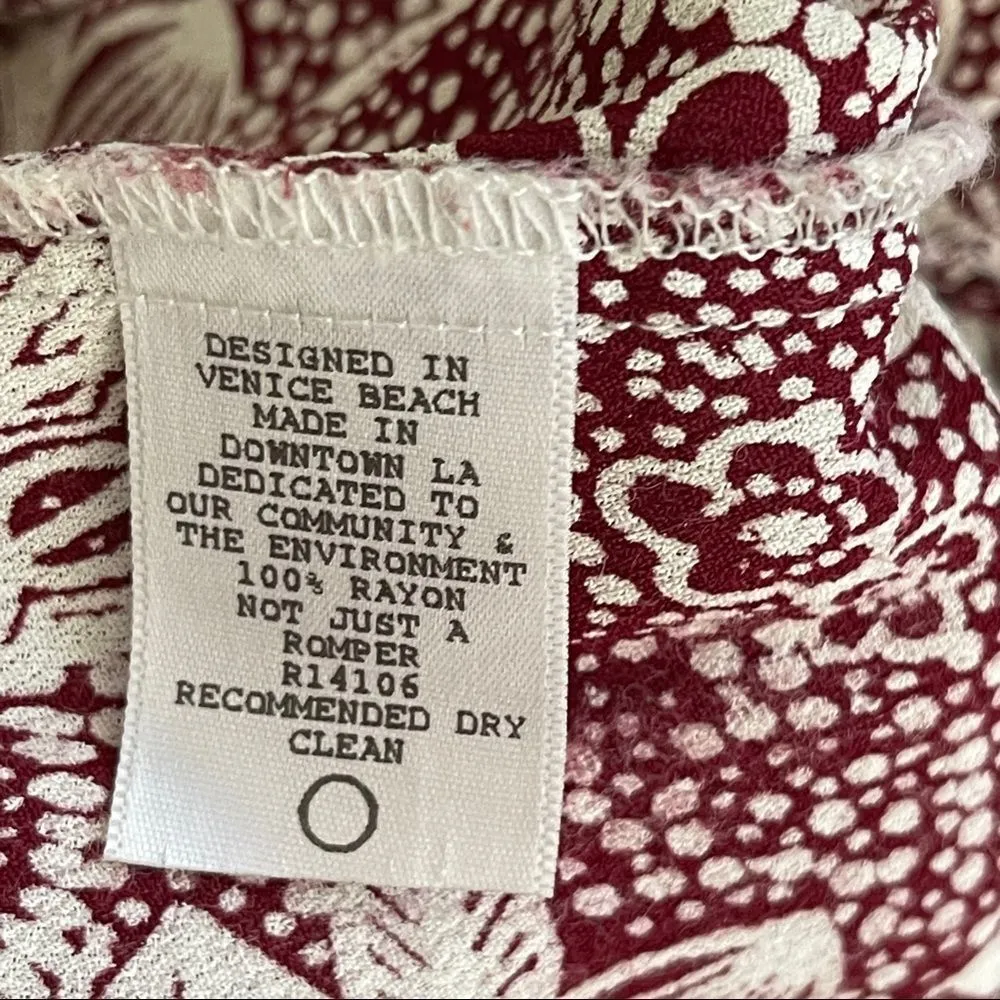 DESIGNED IN
VENICE BEACH
MADE IN
DOWNTOWN LA
DEDICATED TO
OUR COMMUNITY &
THE ENVIRONMENT
100% RAYON
NOT JUST A
ROMPER
R14106
RECOMMENDED DRY
CLEAN